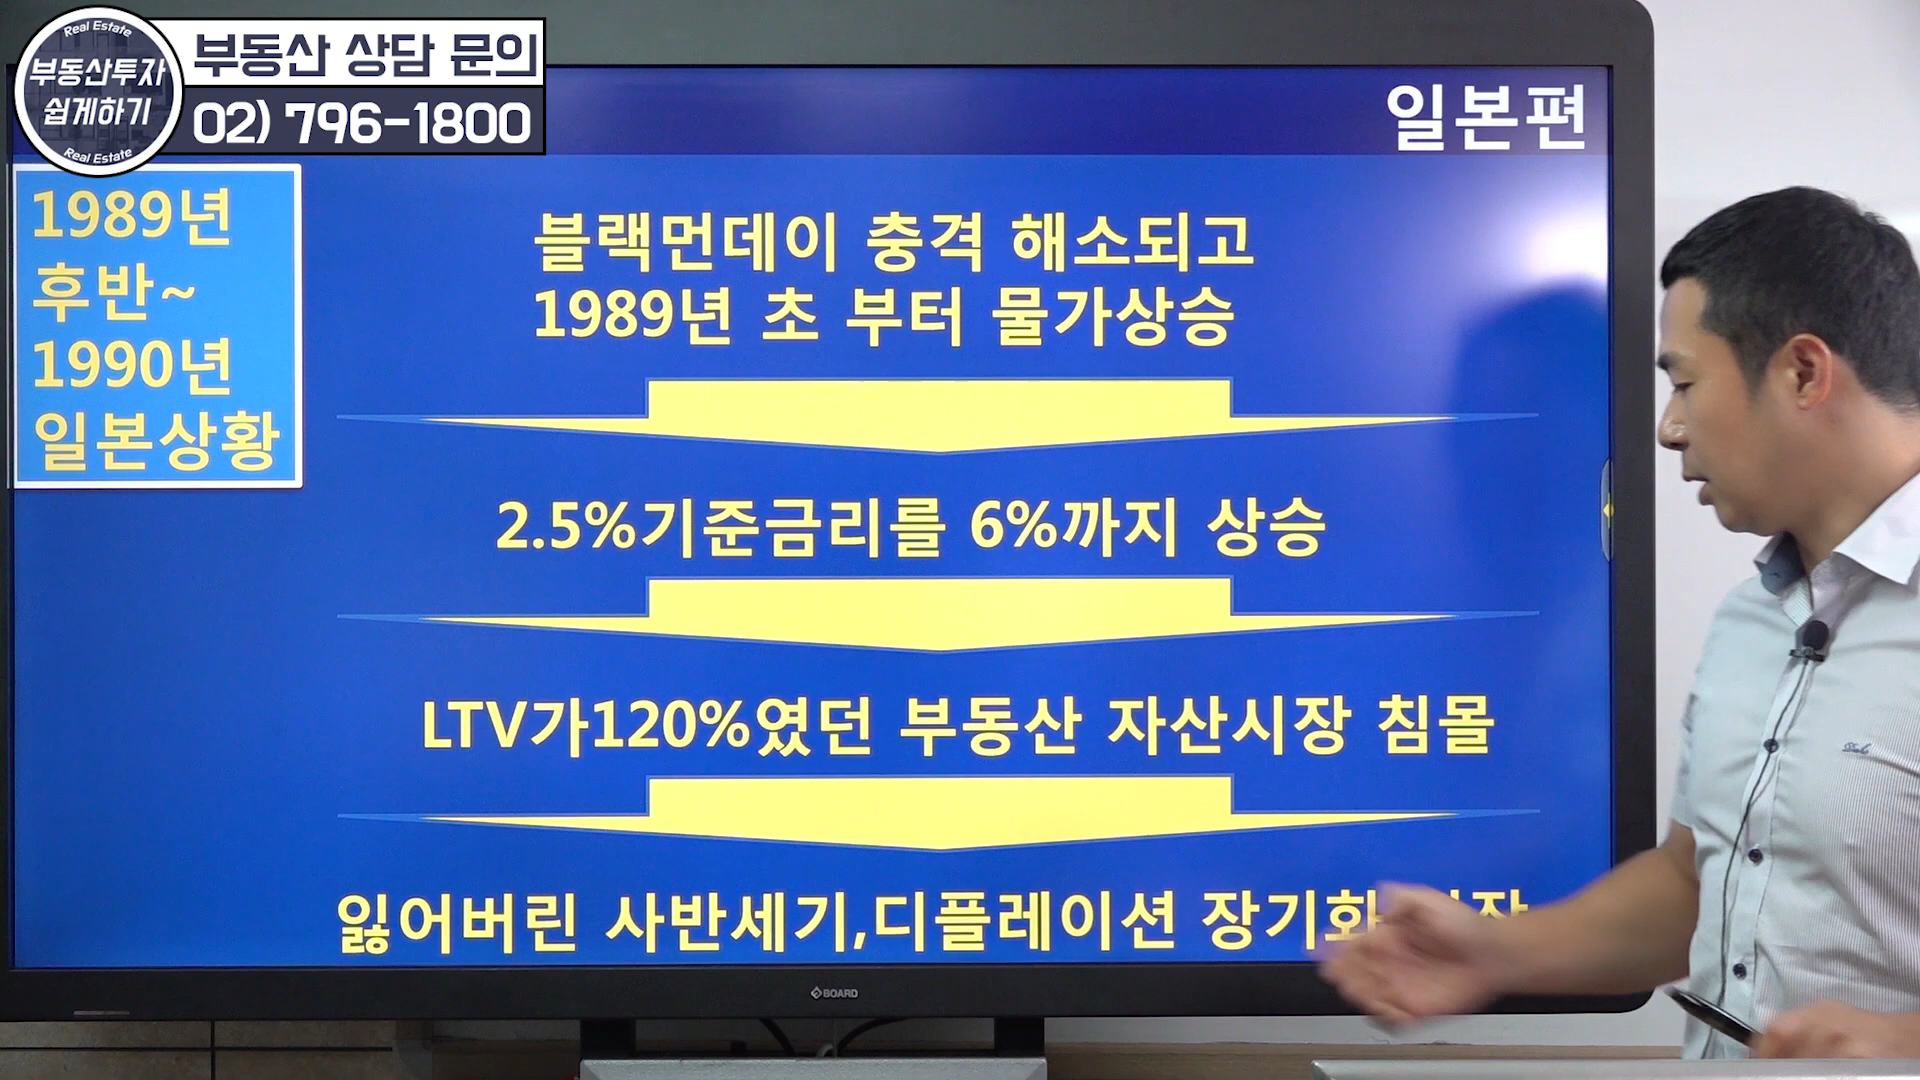 Real Estate
부동산투자
쉽게하기
Real Estate
부동산 상담 문의
02) 796-1800
일본편
1989년
후반~
1990년
일본상황
블랙먼데이 충격 해소되고
1989년 초 부터 물가상승
2.5%기준금리를 6%까지 상승
LTV가120%였던 부동산 자산시장 침몰
잃어버린 사반세기,디플레이션 장기화
BOARD